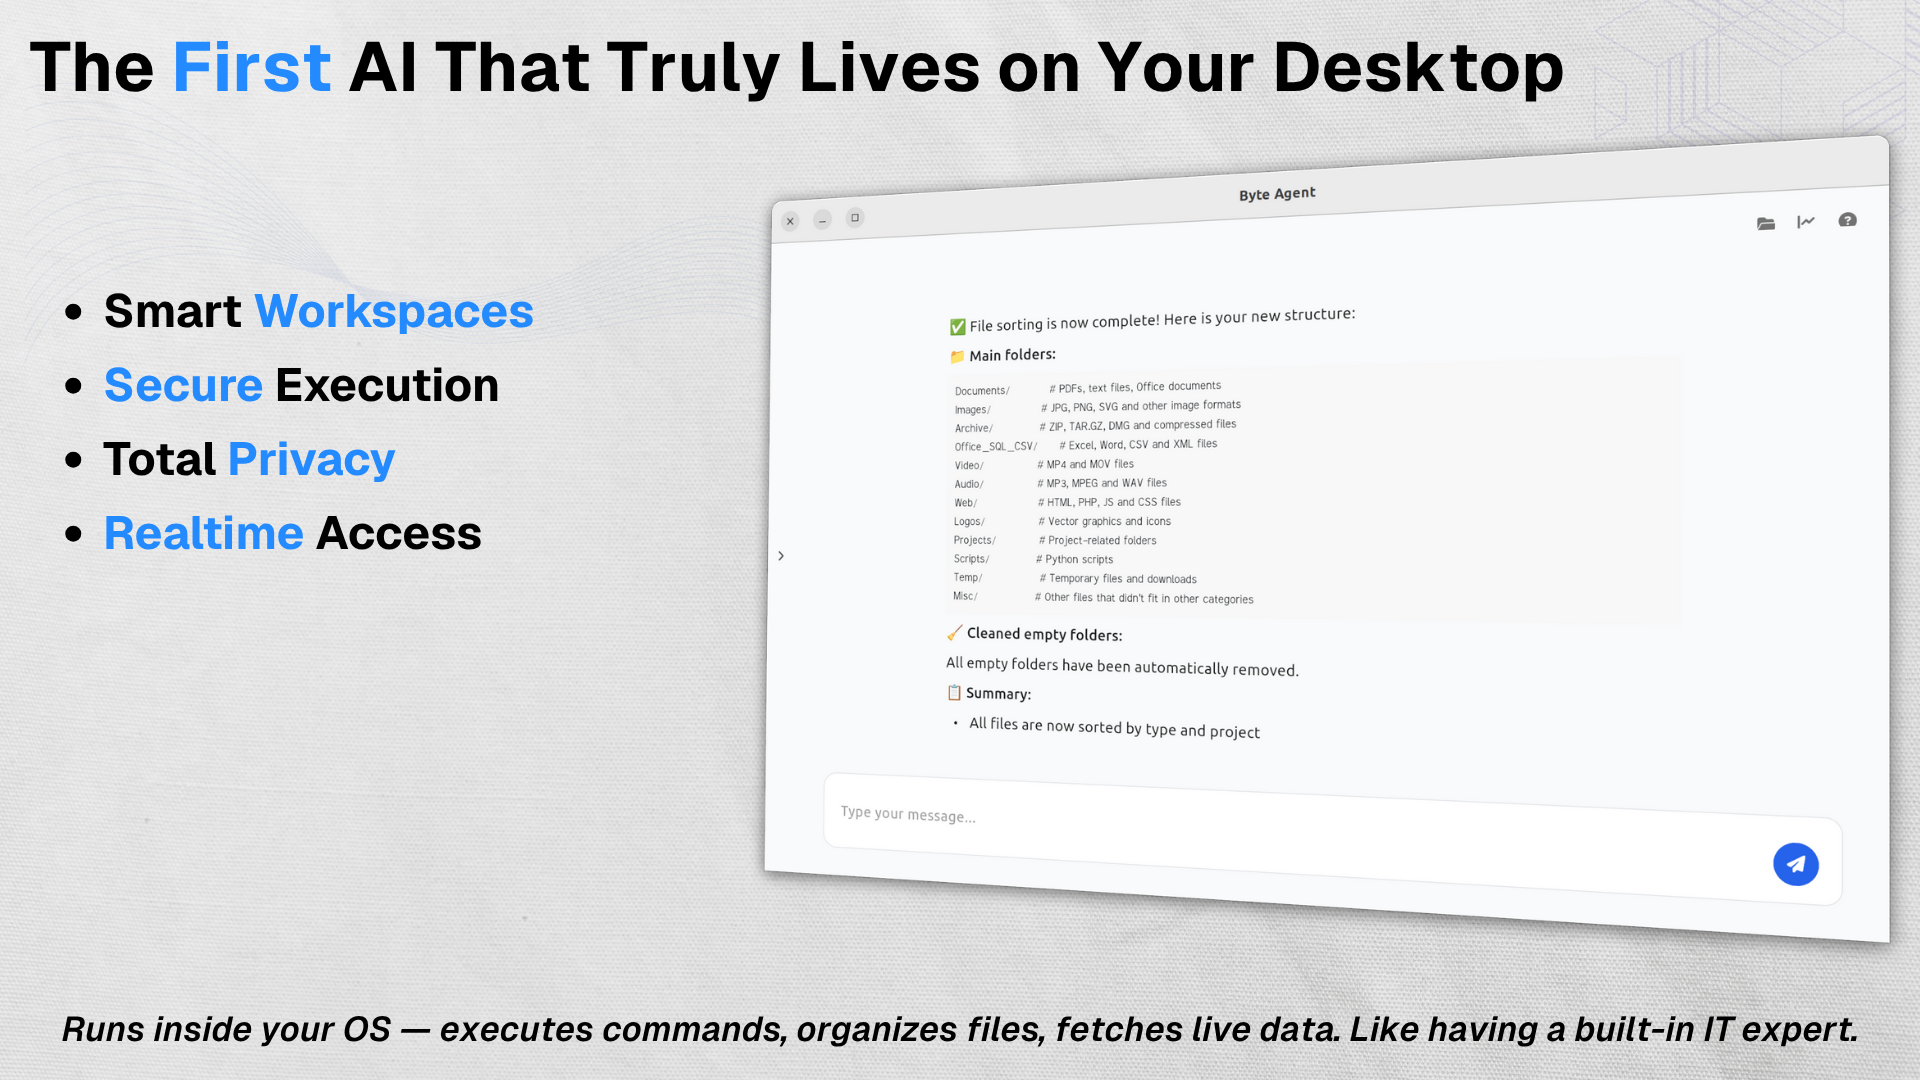 The First AI That Truly Lives on Your Desktop
• Smart Workspaces
• Secure Execution
• Total Privacy
• Realtime Access
Byte Agent
✅ File sorting is now complete! Here is your new structure:
📁 Main folders:
Documents/ # PDFs, text files, Office documents
Images/ # JPG, PNG, SVG and other image formats
Archive/ # ZIP, TAR.GZ, DMG and compressed files
Office_SQL_CSV/ # Excel, Word, CSV and XML files
Video/ # MP4 and MOV files
Audio/ # MP3, MPEG and WAV files
Web/ # HTML, PHP, JS and CSS files
Logos/ # Vector graphics and icons
Projects/ # Project-related folders
Scripts/ # Python scripts
Temp/ # Temporary files and downloads
Misc/ # Other files that didn't fit in other categories
🧹 Cleaned empty folders:
All empty folders have been automatically removed.
📋 Summary:
• All files are now sorted by type and project
Type your message...
Runs inside your OS — executes commands, organizes files, fetches live data. Like having a built-in IT expert.